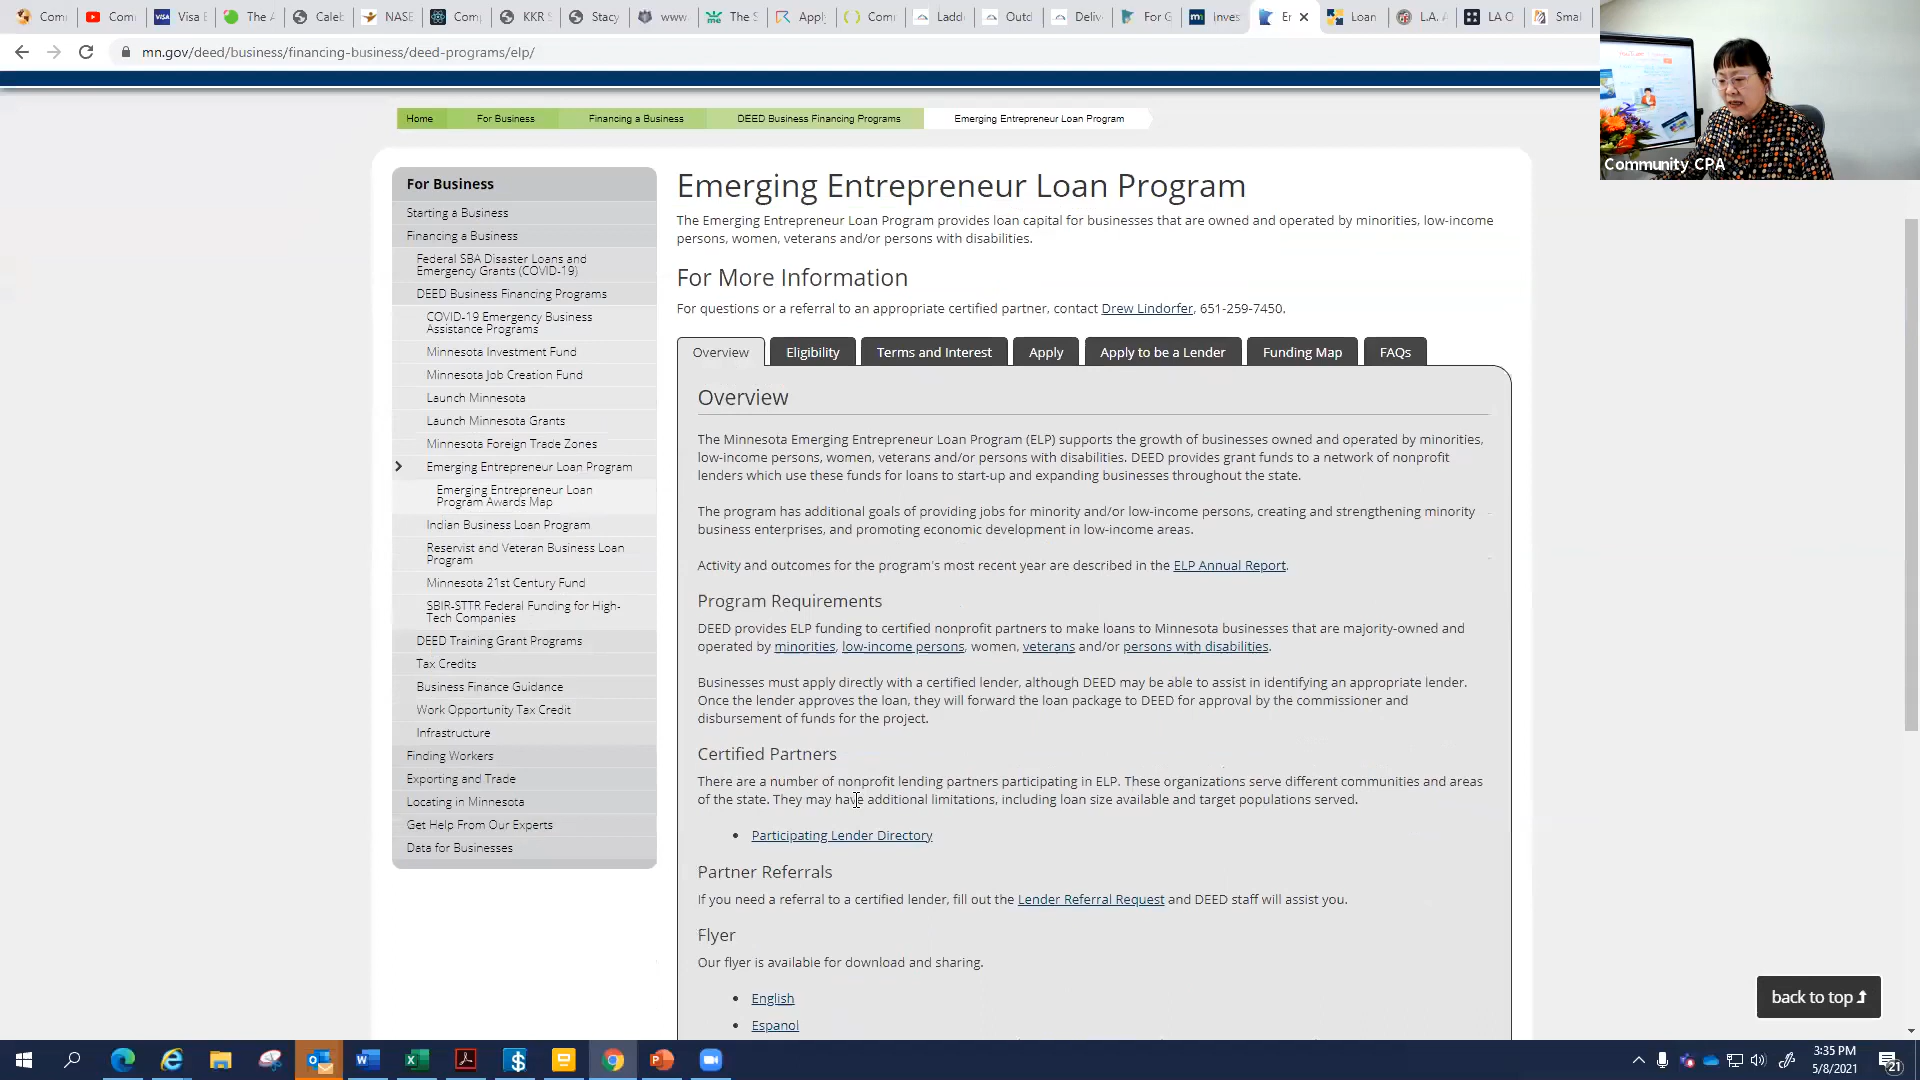 Com
Com
Visa E
The A
Caleb
NASE
Comp
KKR S
Stacy
www.
The S
Apply
Com
Ladd
Outd
Deliv
For G
inves
Er
Loan
L.A. A
LA O
Smal
mn.gov/deed/business/financing-business/deed-programs/elp/
Home For Business Financing a Business DEED Business Financing Programs Emerging Entrepreneur Loan Program
Community CPA
For Business
Starting a Business
Financing a Business
Federal SBA Disaster Loans and
Emergency Grants (COVID-19)
DEED Business Financing Programs
COVID-19 Emergency Business
Assistance Programs
Minnesota Investment Fund
Minnesota Job Creation Fund
Launch Minnesota
Launch Minnesota Grants
Minnesota Foreign Trade Zones
Emerging Entrepreneur Loan Program
Emerging Entrepreneur Loan
Program Awards Map
Indian Business Loan Program
Reservist and Veteran Business Loan
Program
Minnesota 21st Century Fund
SBIR-STTR Federal Funding for High-
Tech Companies
DEED Training Grant Programs
Tax Credits
Business Finance Guidance
Work Opportunity Tax Credit
Infrastructure
Finding Workers
Exporting and Trade
Locating in Minnesota
Get Help From Our Experts
Data for Businesses
Emerging Entrepreneur Loan Program
The Emerging Entrepreneur Loan Program provides loan capital for businesses that are owned and operated by minorities, low-income
persons, women, veterans and/or persons with disabilities.
For More Information
For questions or a referral to an appropriate certified partner, contact Drew Lindorfer, 651-259-7450.
Overview Eligibility Terms and Interest Apply Apply to be a Lender Funding Map FAQs
Overview
The Minnesota Emerging Entrepreneur Loan Program (ELP) supports the growth of businesses owned and operated by minorities,
low-income persons, women, veterans and/or persons with disabilities. DEED provides grant funds to a network of nonprofit
lenders which use these funds for loans to start-up and expanding businesses throughout the state.
The program has additional goals of providing jobs for minority and/or low-income persons, creating and strengthening minority
business enterprises, and promoting economic development in low-income areas.
Activity and outcomes for the program's most recent year are described in the ELP Annual Report.
Program Requirements
DEED provides ELP funding to certified nonprofit partners to make loans to Minnesota businesses that are majority-owned and
operated by minorities, low-income persons, women, veterans and/or persons with disabilities.
Businesses must apply directly with a certified lender, although DEED may be able to assist in identifying an appropriate lender.
Once the lender approves the loan, they will forward the loan package to DEED for approval by the commissioner and
disbursement of funds for the project.
Certified Partners
There are a number of nonprofit lending partners participating in ELP. These organizations serve different communities and areas
of the state. They may have additional limitations, including loan size available and target populations served.
Participating Lender Directory
Partner Referrals
If you need a referral to a certified lender, fill out the Lender Referral Request and DEED staff will assist you.
Flyer
Our flyer is available for download and sharing.
English
Espanol
back to top
3:35 PM
5/8/2021
21